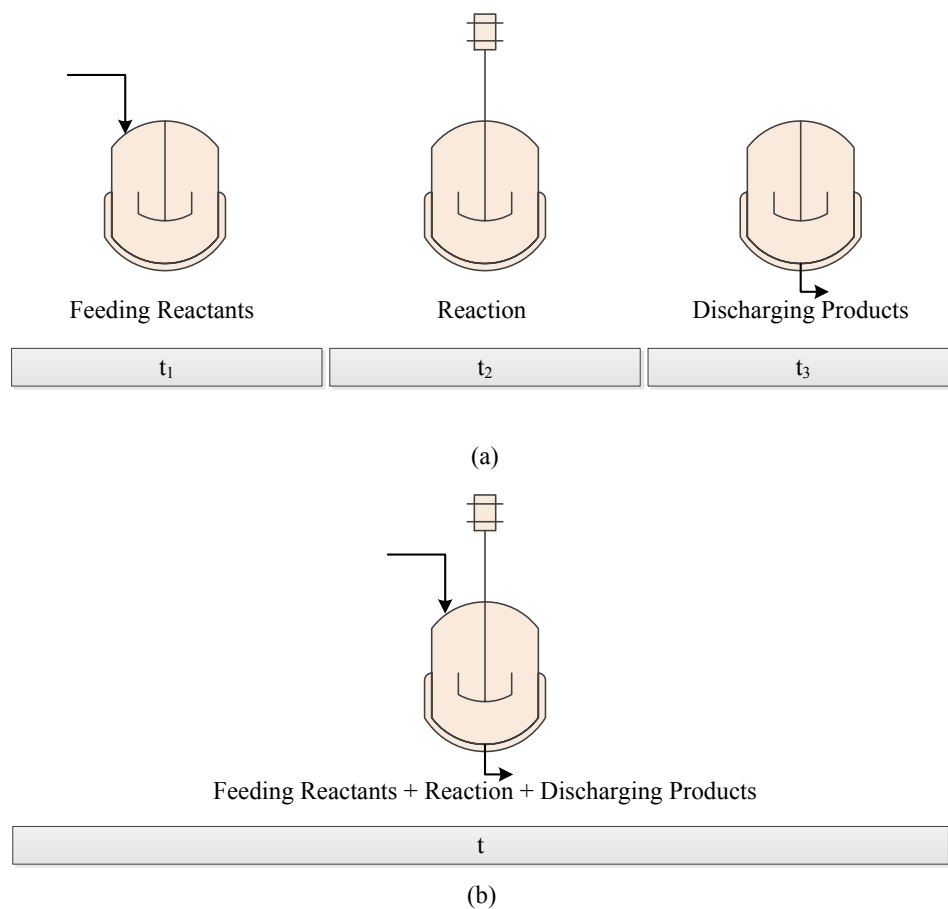 Feeding Reactants
Reaction
Discharging Products
t₁
t₂
t₃
(a)
Feeding Reactants + Reaction + Discharging Products
t
(b)